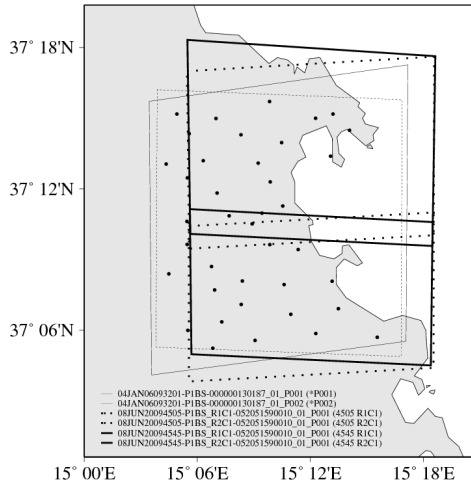 37° 18'N
37° 12'N
37° 06'N
04JAN06093201-P1BS-000000130187_01_P001 (*P001)
04JAN06093201-P1BS-000000130187_01_P002 (*P002)
08JUN20094505-P1BS_R1C1-052051590010_01_P001 (4505 R1C1)
08JUN20094505-P1BS_R2C1-052051590010_01_P001 (4505 R2C1)
08JUN20094545-P1BS_R1C1-052051590010_01_P001 (4545 R1C1)
08JUN20094545-P1BS_R2C1-052051590010_01_P001 (4545 R2C1)
15° 00'E 15° 06'E 15° 12'E 15° 18'E